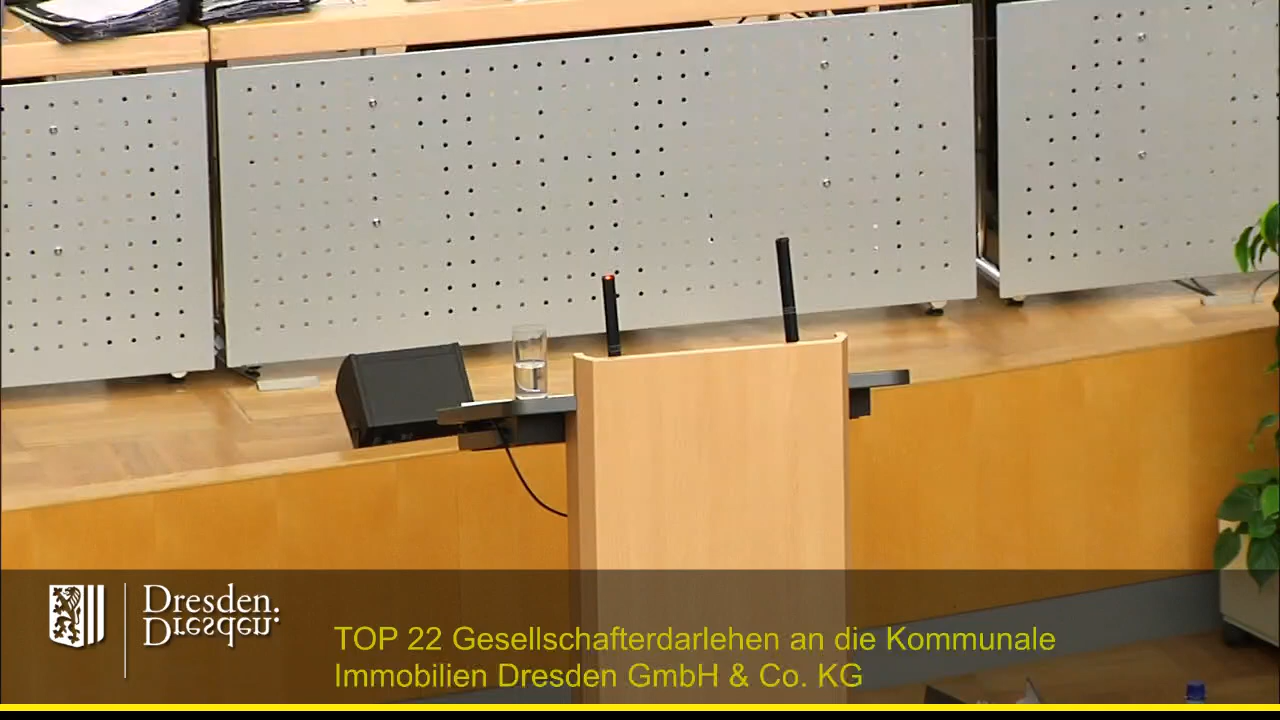 Dresden.
Dresden.
TOP 22 Gesellschafterdarlehen an die Kommunale
Immobilien Dresden GmbH & Co. KG